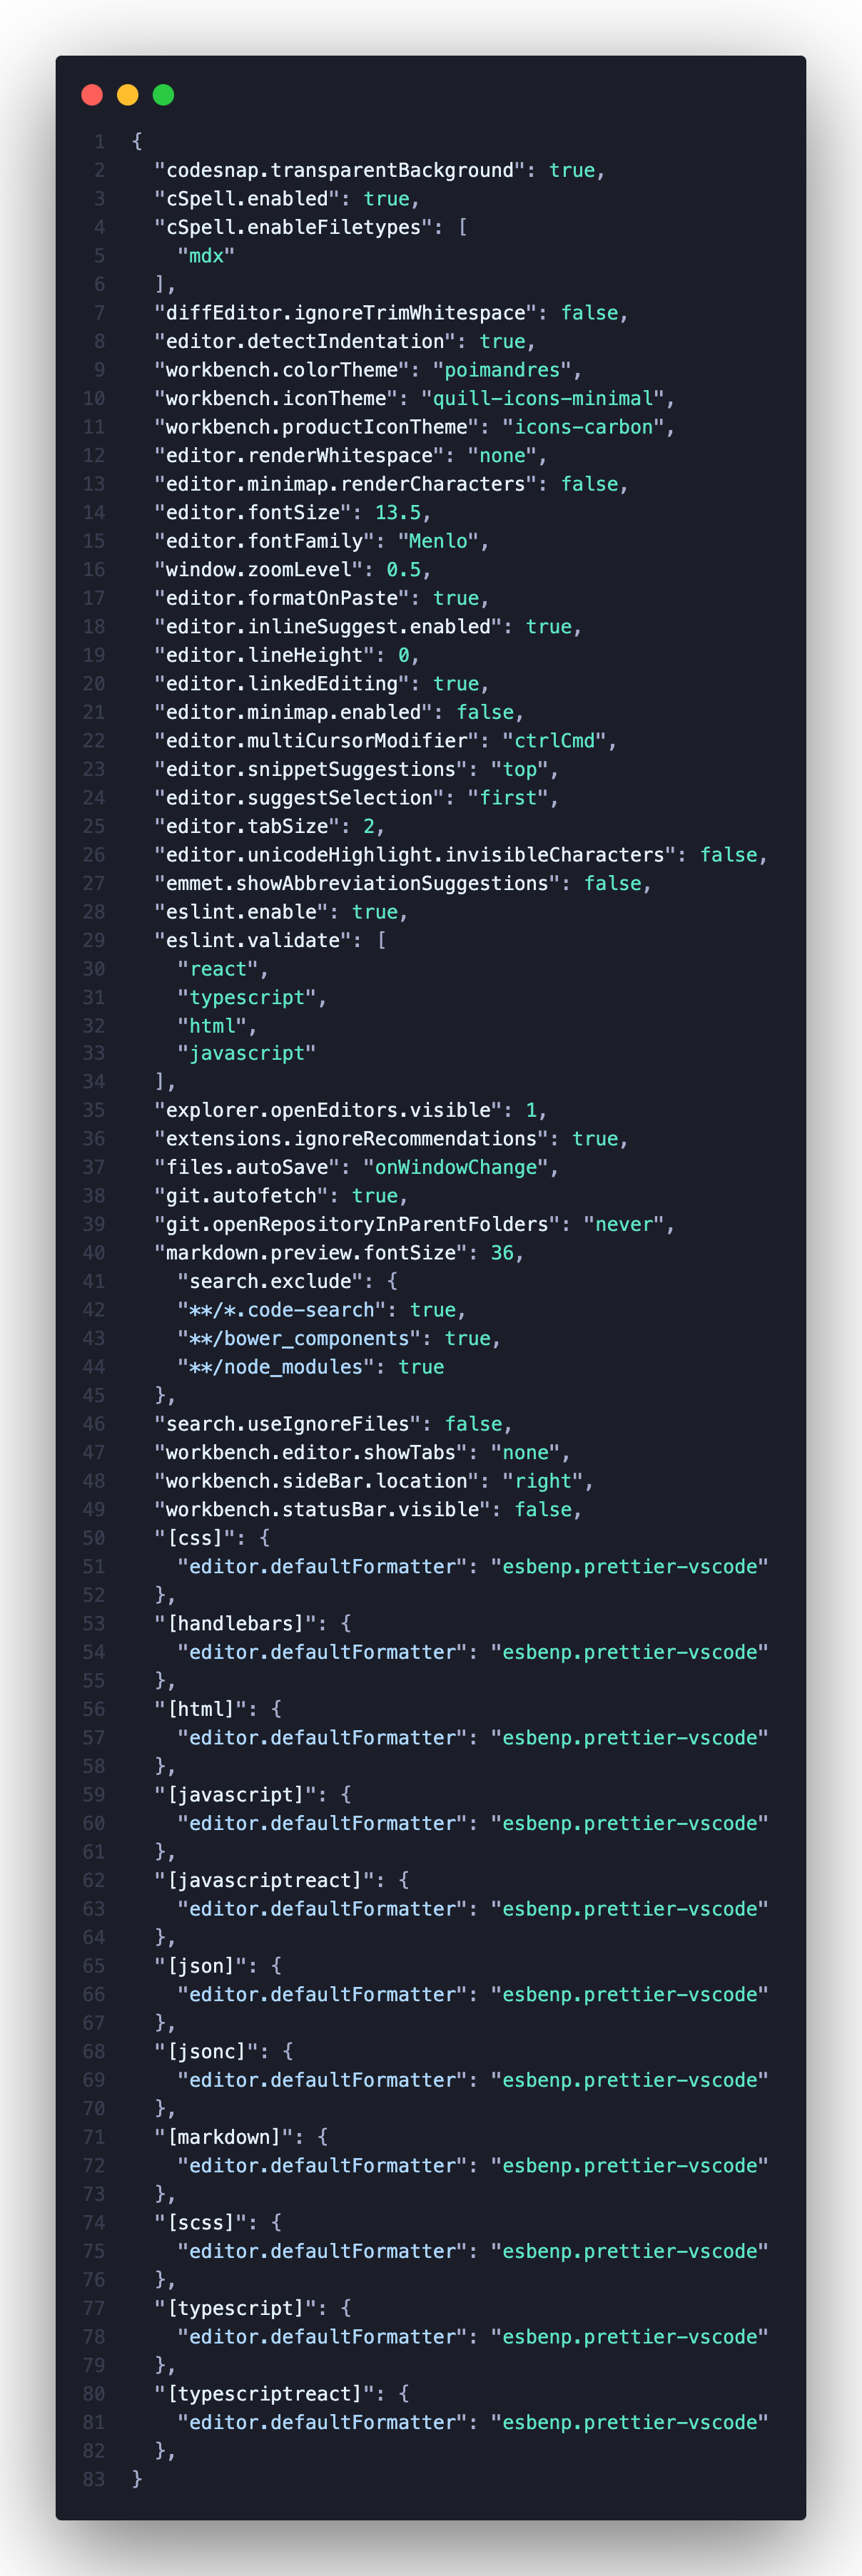 1 {
2   "codesnap.transparentBackground": true,
3   "cSpell.enabled": true,
4   "cSpell.enableFiletypes": [
5     "mdx"
6   ],
7   "diffEditor.ignoreTrimWhitespace": false,
8   "editor.detectIndentation": true,
9   "workbench.colorTheme": "poimandres",
10   "workbench.iconTheme": "quill-icons-minimal",
11   "workbench.productIconTheme": "icons-carbon",
12   "editor.renderWhitespace": "none",
13   "editor.minimap.renderCharacters": false,
14   "editor.fontSize": 13.5,
15   "editor.fontFamily": "Menlo",
16   "window.zoomLevel": 0.5,
17   "editor.formatOnPaste": true,
18   "editor.inlineSuggest.enabled": true,
19   "editor.lineHeight": 0,
20   "editor.linkedEditing": true,
21   "editor.minimap.enabled": false,
22   "editor.multiCursorModifier": "ctrlCmd",
23   "editor.snippetSuggestions": "top",
24   "editor.suggestSelection": "first",
25   "editor.tabSize": 2,
26   "editor.unicodeHighlight.invisibleCharacters": false,
27   "emmet.showAbbreviationSuggestions": false,
28   "eslint.enable": true,
29   "eslint.validate": [
30     "react",
31     "typescript",
32     "html",
33     "javascript"
34   ],
35   "explorer.openEditors.visible": 1,
36   "extensions.ignoreRecommendations": true,
37   "files.autoSave": "onWindowChange",
38   "git.autofetch": true,
39   "git.openRepositoryInParentFolders": "never",
40   "markdown.preview.fontSize": 36,
41     "search.exclude": {
42     "**/*.code-search": true,
43     "**/bower_components": true,
44     "**/node_modules": true
45   },
46   "search.useIgnoreFiles": false,
47   "workbench.editor.showTabs": "none",
48   "workbench.sideBar.location": "right",
49   "workbench.statusBar.visible": false,
50   "[css]": {
51     "editor.defaultFormatter": "esbenp.prettier-vscode"
52   },
53   "[handlebars]": {
54     "editor.defaultFormatter": "esbenp.prettier-vscode"
55   },
56   "[html]": {
57     "editor.defaultFormatter": "esbenp.prettier-vscode"
58   },
59   "[javascript]": {
60     "editor.defaultFormatter": "esbenp.prettier-vscode"
61   },
62   "[javascriptreact]": {
63     "editor.defaultFormatter": "esbenp.prettier-vscode"
64   },
65   "[json]": {
66     "editor.defaultFormatter": "esbenp.prettier-vscode"
67   },
68   "[jsonc]": {
69     "editor.defaultFormatter": "esbenp.prettier-vscode"
70   },
71   "[markdown]": {
72     "editor.defaultFormatter": "esbenp.prettier-vscode"
73   },
74   "[scss]": {
75     "editor.defaultFormatter": "esbenp.prettier-vscode"
76   },
77   "[typescript]": {
78     "editor.defaultFormatter": "esbenp.prettier-vscode"
79   },
80   "[typescriptreact]": {
81     "editor.defaultFormatter": "esbenp.prettier-vscode"
82   },
83 }